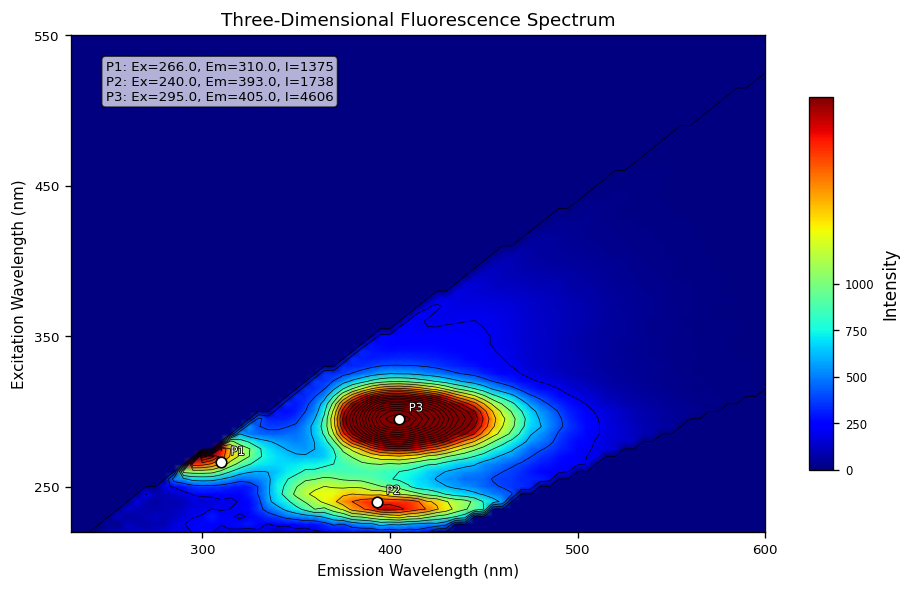 Three-Dimensional Fluorescence Spectrum
P1: Ex=266.0, Em=310.0, I=1375
P2: Ex=240.0, Em=393.0, I=1738
P3: Ex=295.0, Em=405.0, I=4606
550
450
350
250
Excitation Wavelength (nm)
P3
P1
P2
300
400
500
600
Emission Wavelength (nm)
1000
750
500
250
0
Intensity